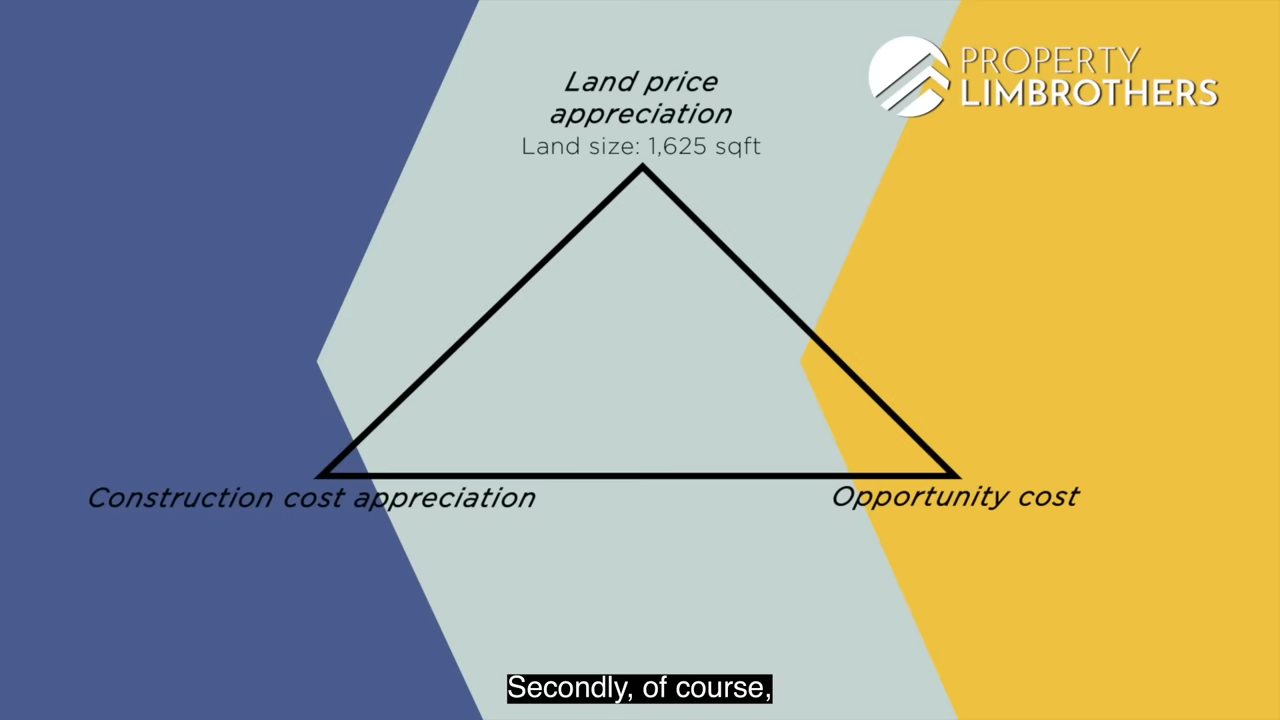 PROPERTY
LIMBROTHERS
Land price
appreciation
Land size: 1,625 sqft
Construction cost appreciation
Opportunity cost
Secondly, of course,